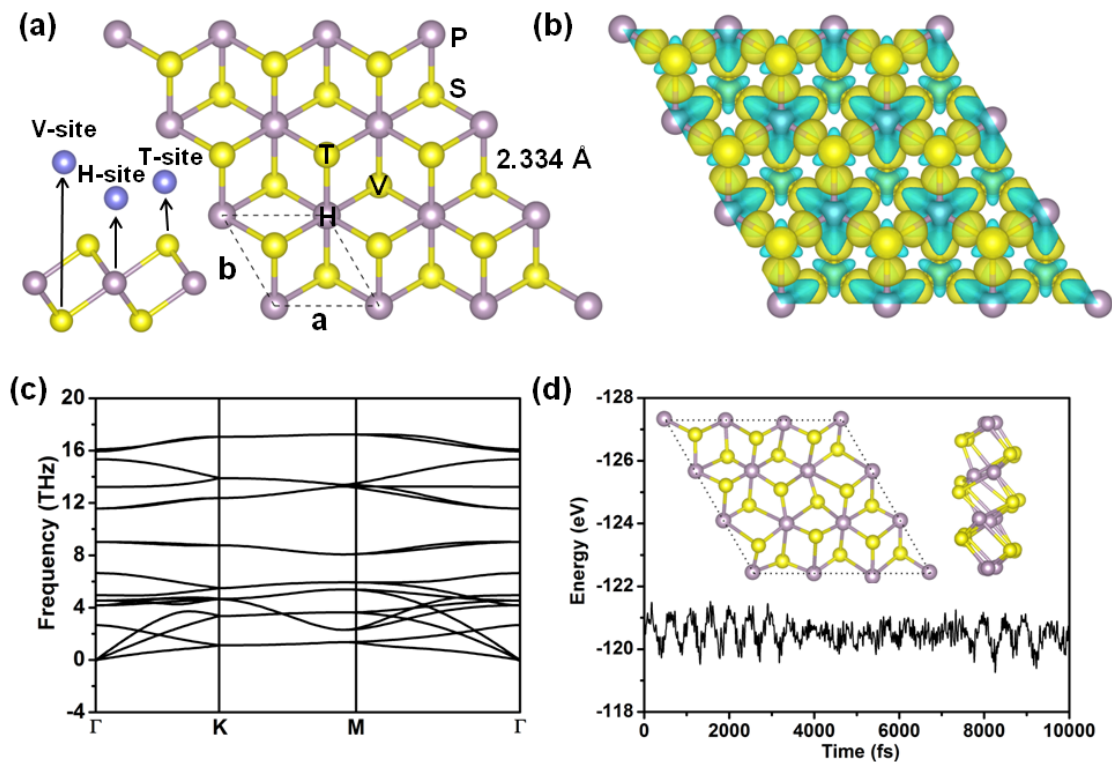 (a)
P
S
V-site
H-site
T-site
T
V
H
2.334 Å
b
a
(b)
(c)
Frequency (THz)
20
16
12
8
4
0
-4
Γ K M Γ
(d)
Energy (eV)
-128
-126
-124
-122
-120
-118
0 2000 4000 6000 8000 10000
Time (fs)